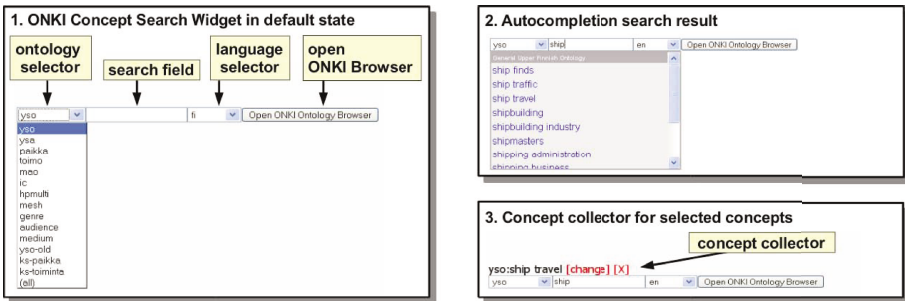 1. ONKI Concept Search Widget in default state
ontology selector
search field
language selector
open ONKI Browser
yso fi Open ONKI Ontology Browser
yso
ysa
paikka
toimo
mao
ic
hpmulti
mesh
genre
audience
medium
yso-old
ks-paikka
ks-toiminta
(all)
2. Autocompletion search result
yso ship en Open ONKI Ontology Browser
General Upper Finnish Ontology
ship finds
ship traffic
ship travel
shipbuilding
shipbuilding industry
shipmasters
shipping administration
shipping business
3. Concept collector for selected concepts
concept collector
yso:ship travel [change] [X]
yso ship en Open ONKI Ontology Browser